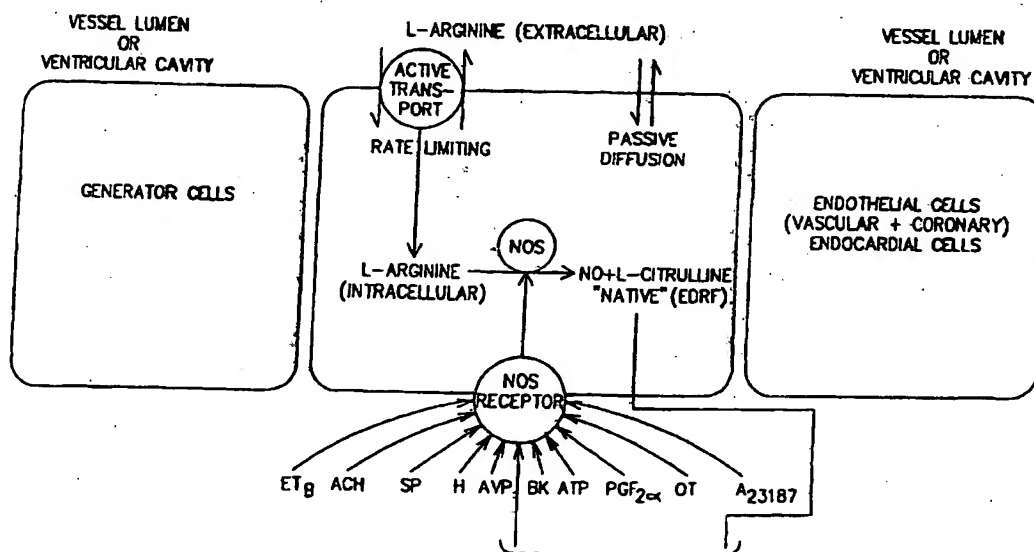 VESSEL LUMEN
OR
VENTRICULAR CAVITY
L-ARGININE (EXTRACELLULAR)
VESSEL LUMEN
OR
VENTRICULAR CAVITY
ACTIVE
TRANS-
PORT
RATE LIMITING
PASSIVE
DIFFUSION
GENERATOR CELLS
ENDOTHELIAL CELLS
(VASCULAR + CORONARY)
ENDOCARDIAL CELLS
NOS
L-ARGININE
(INTRACELLULAR)
NO+L-CITRULLINE
"NATIVE" (EDRF)
NOS
RECEPTOR
ETB ACH SP H AVP BK ATP PGF2α OT A23187